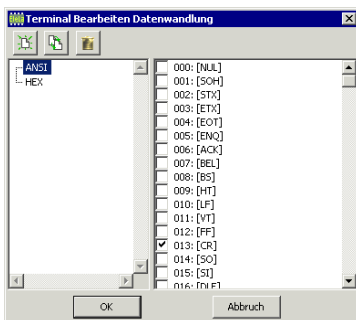 Terminal Bearbeiten Datenwandlung
ANSI
HEX
000: [NUL]
001: [SOH]
002: [STX]
003: [ETX]
004: [EOT]
005: [ENQ]
006: [ACK]
007: [BEL]
008: [BS]
009: [HT]
010: [LF]
011: [VT]
012: [FF]
013: [CR]
014: [SO]
015: [SI]
016: [DLE]
OK
Abbruch